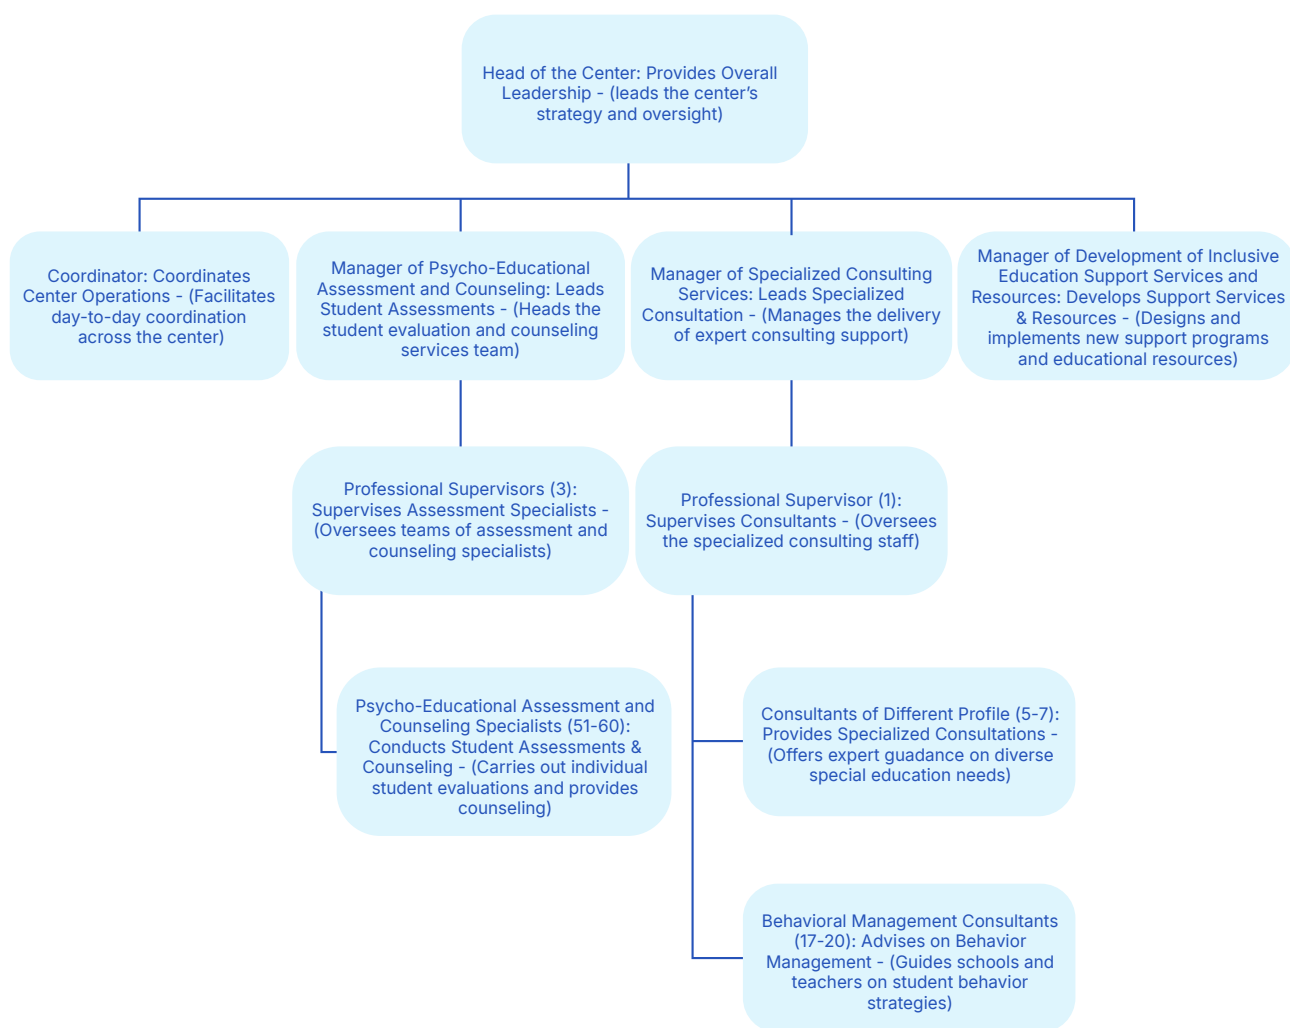 Head of the Center: Provides Overall
Leadership - (leads the center’s
strategy and oversight)
Coordinator: Coordinates
Center Operations - (Facilitates
day-to-day coordination
across the center)
Manager of Psycho-Educational
Assessment and Counseling: Leads
Student Assessments - (Heads the
student evaluation and counseling
services team)
Manager of Specialized Consulting
Services: Leads Specialized
Consultation - (Manages the delivery
of expert consulting support)
Manager of Development of Inclusive
Education Support Services and
Resources: Develops Support Services
& Resources - (Designs and
implements new support programs
and educational resources)
Professional Supervisors (3):
Supervises Assessment Specialists -
(Oversees teams of assessment and
counseling specialists)
Professional Supervisor (1):
Supervises Consultants - (Oversees
the specialized consulting staff)
Psycho-Educational Assessment and
Counseling Specialists (51-60):
Conducts Student Assessments &
Counseling - (Carries out individual
student evaluations and provides
counseling)
Consultants of Different Profile (5-7):
Provides Specialized Consultations -
(Offers expert guadance on diverse
special education needs)
Behavioral Management Consultants
(17-20): Advises on Behavior
Management - (Guides schools and
teachers on student behavior
strategies)